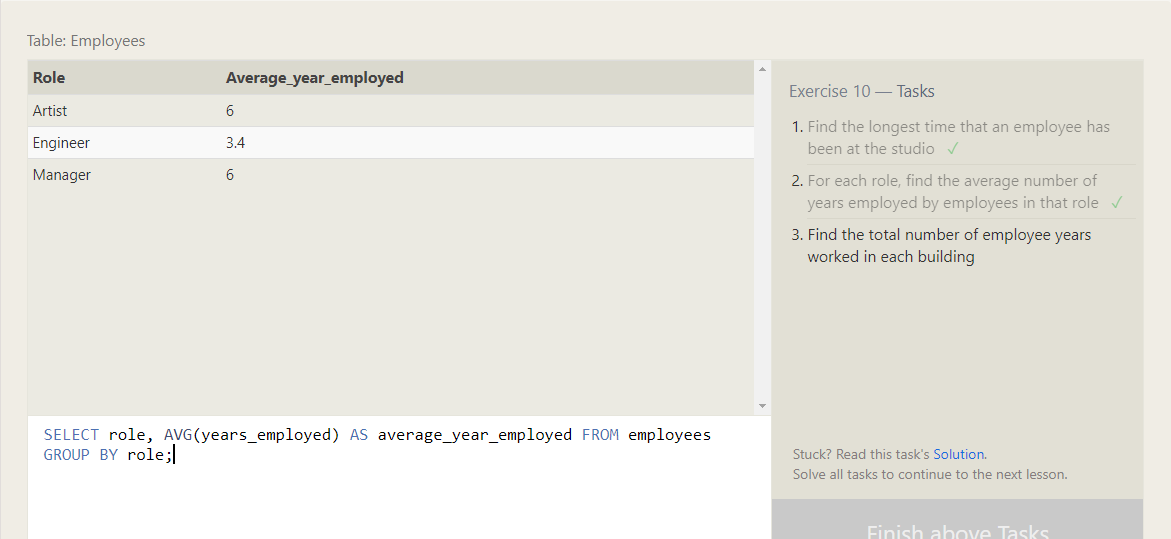 Table: Employees
Role Average_year_employed
Artist 6
Engineer 3.4
Manager 6
SELECT role, AVG(years_employed) AS average_year_employed FROM employees
GROUP BY role;
Exercise 10 — Tasks
1. Find the longest time that an employee has
been at the studio ✓
2. For each role, find the average number of
years employed by employees in that role ✓
3. Find the total number of employee years
worked in each building
Stuck? Read this task's Solution.
Solve all tasks to continue to the next lesson.
Finish above Tasks